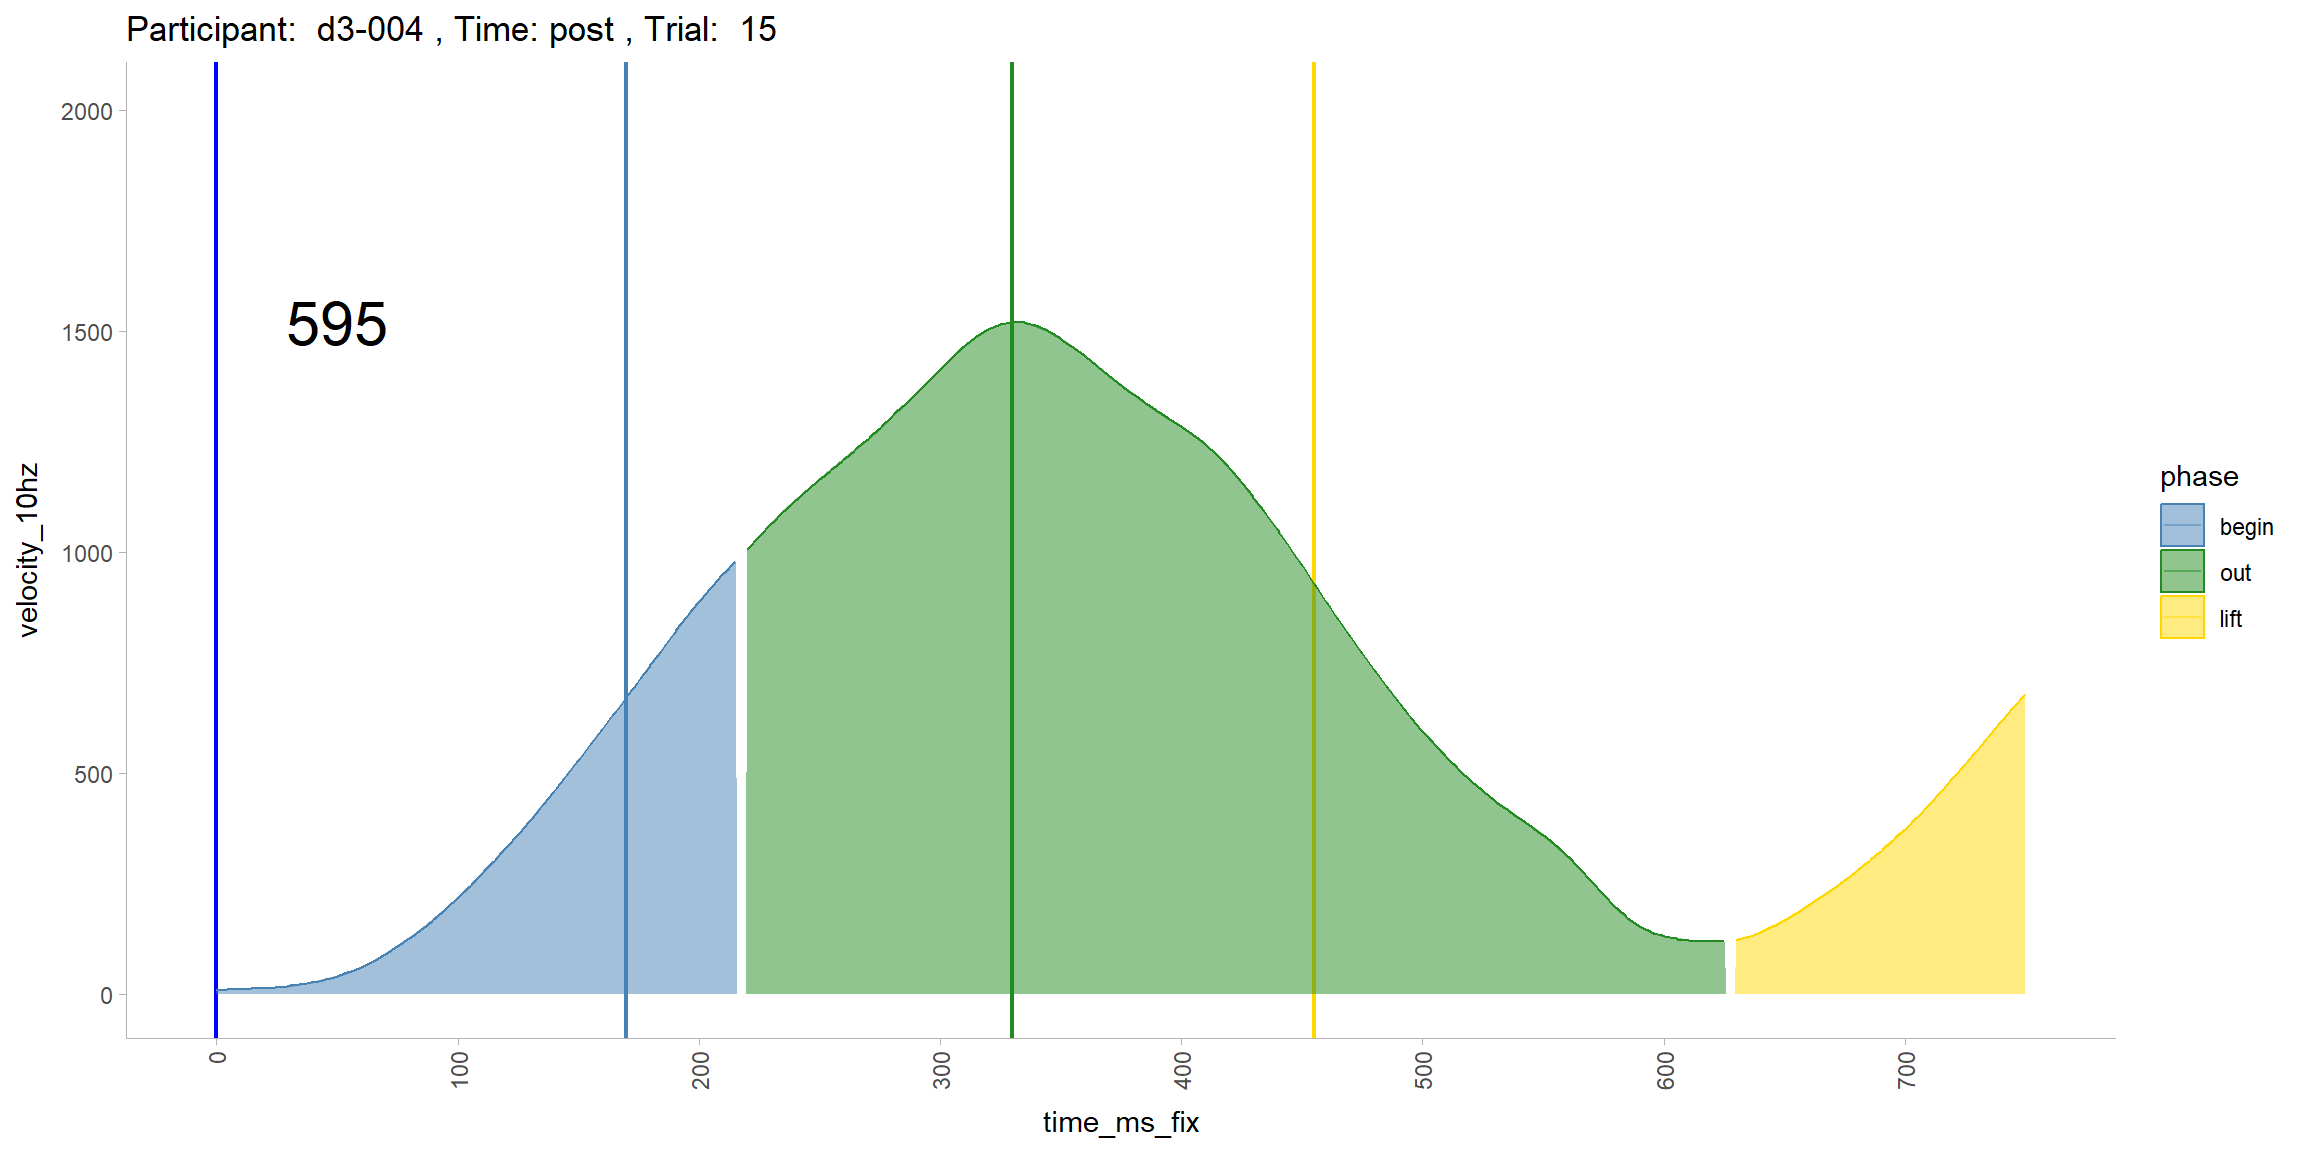 Participant:  d3-004 , Time: post , Trial:  15
2000
1500
1000
500
0
velocity_10hz
595
0
100
200
300
400
500
600
700
time_ms_fix
phase
begin
out
lift